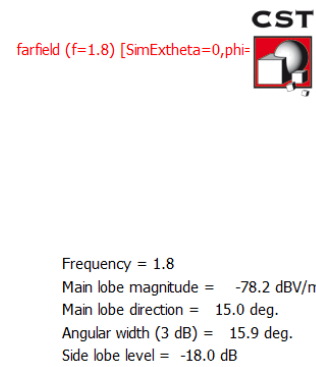 CST
farfield (f=1.8) [SimExtheta=0,phi=
Frequency = 1.8
Main lobe magnitude = -78.2 dBV/m
Main lobe direction = 15.0 deg.
Angular width (3 dB) = 15.9 deg.
Side lobe level = -18.0 dB